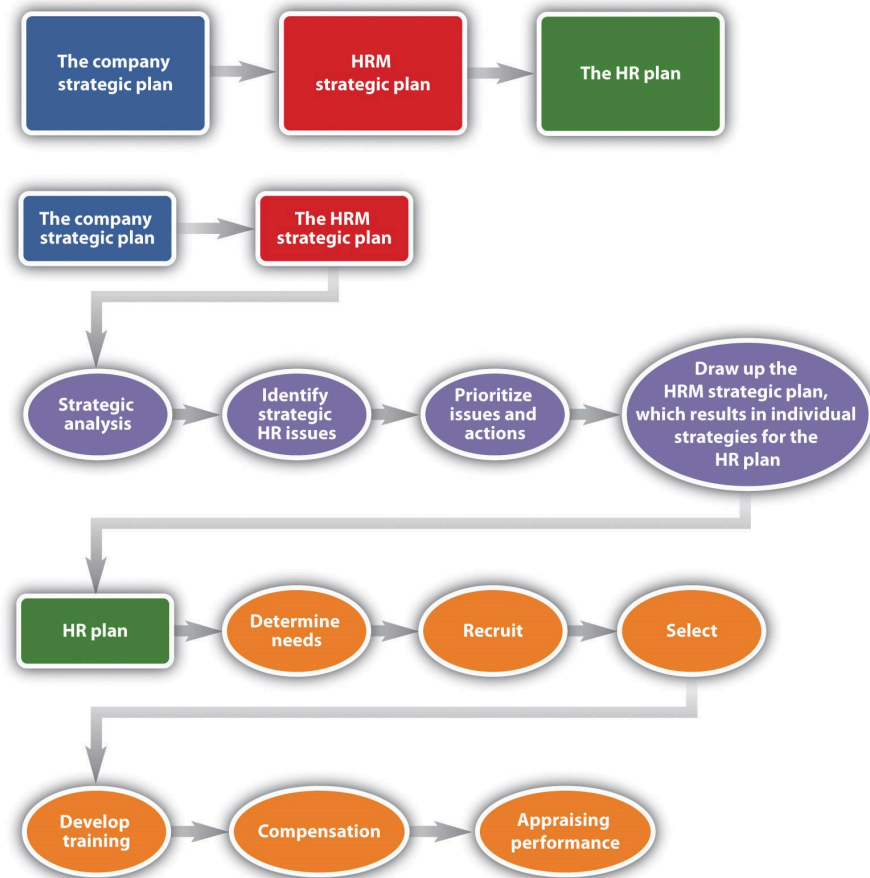 The company
strategic plan
HRM
strategic plan
The HR plan
The company
strategic plan
The HRM
strategic plan
Strategic
analysis
Identify
strategic
HR issues
Prioritize
issues and
actions
Draw up the
HRM strategic plan,
which results in individual
strategies for the
HR plan
HR plan
Determine
needs
Recruit
Select
Develop
training
Compensation
Appraising
performance